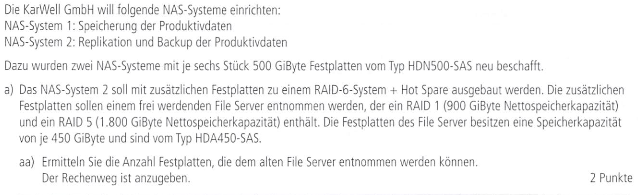 Die KarWell GmbH will folgende NAS-Systeme einrichten:
NAS-System 1: Speicherung der Produktivdaten
NAS-System 2: Replikation und Backup der Produktivdaten
Dazu wurden zwei NAS-Systeme mit je sechs Stück 500 GiByte Festplatten vom Typ HDN500-SAS neu beschafft.
a) Das NAS-System 2 soll mit zusätzlichen Festplatten zu einem RAID-6-System + Hot Spare ausgebaut werden. Die zusätzlichen
Festplatten sollen einem frei werdenden File Server entnommen werden, der ein RAID 1 (900 GiByte Nettospeicherkapazität)
und ein RAID 5 (1.800 GiByte Nettospeicherkapazität) enthält. Die Festplatten des File Server besitzen eine Speicherkapazität
von je 450 GiByte und sind vom Typ HDA450-SAS.
aa) Ermitteln Sie die Anzahl Festplatten, die dem alten File Server entnommen werden können.
Der Rechenweg ist anzugeben. 2 Punkte